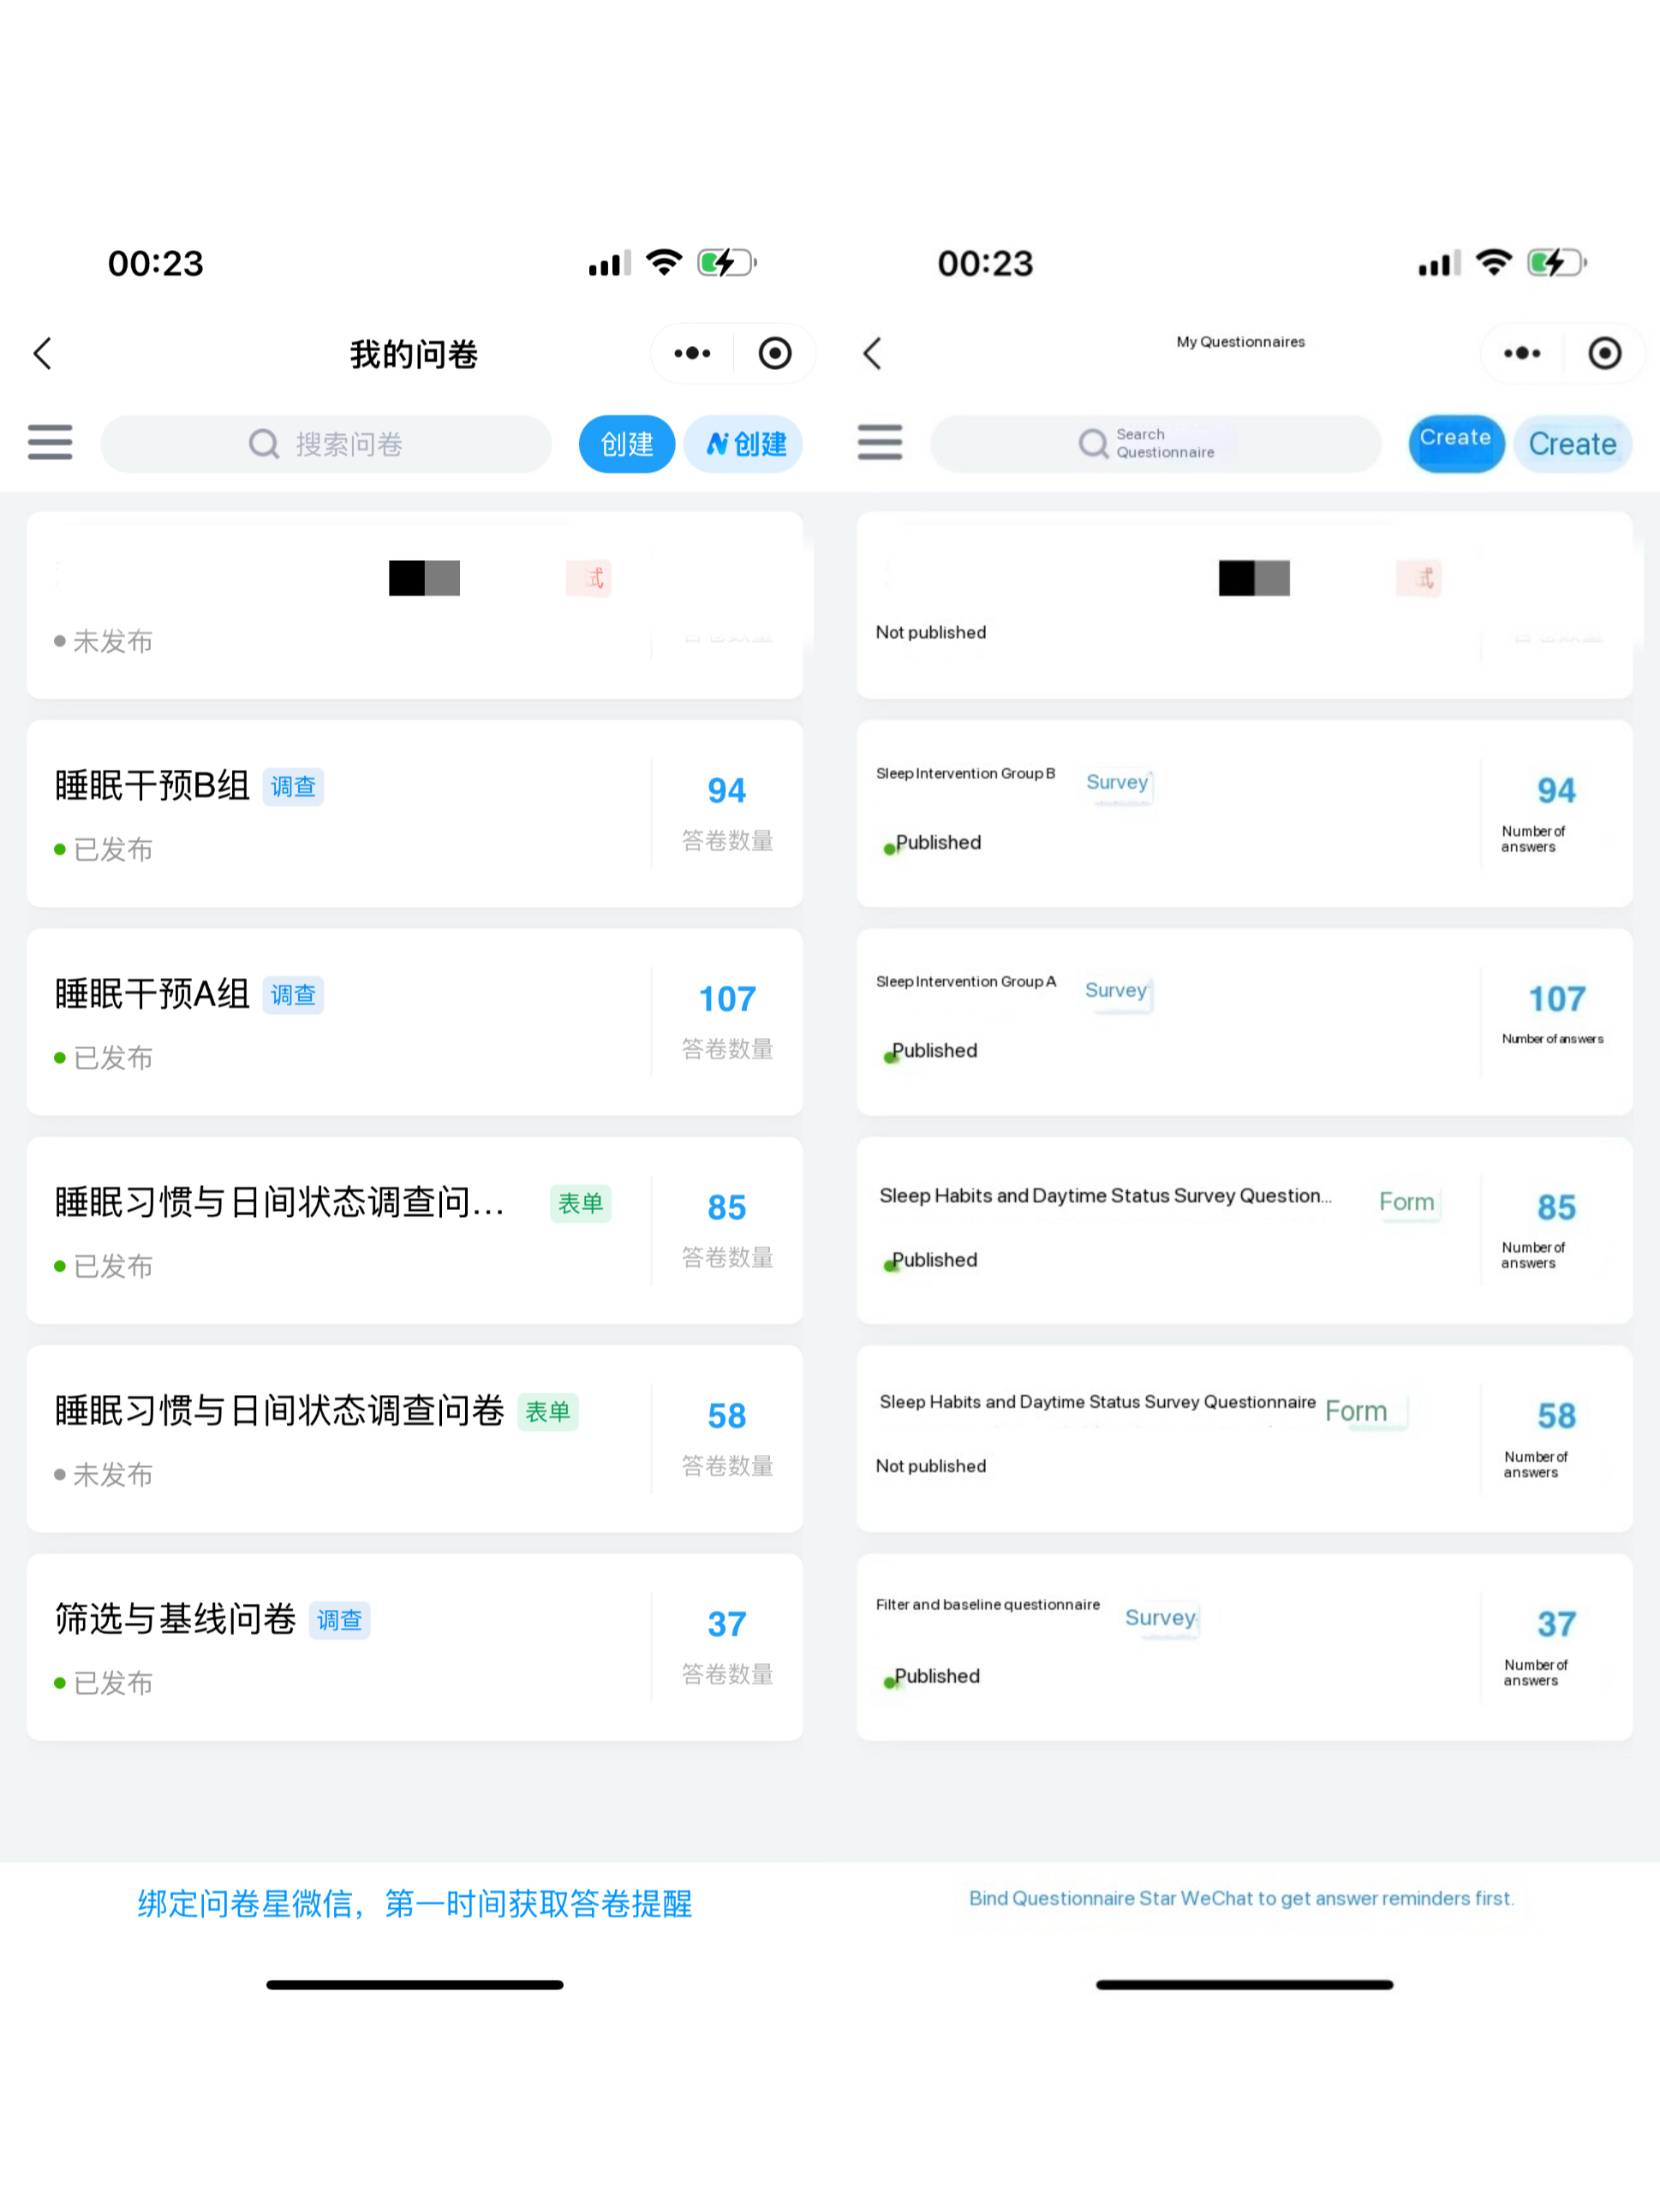 00:23
我的问卷
搜索问卷
创建
创建
式
未发布
睡眠干预B组 调查
94
已发布
答卷数量
睡眠干预A组 调查
107
已发布
答卷数量
睡眠习惯与日间状态调查问... 表单
85
已发布
答卷数量
睡眠习惯与日间状态调查问卷 表单
58
未发布
答卷数量
筛选与基线问卷 调查
37
已发布
答卷数量
绑定问卷星微信，第一时间获取答卷提醒
00:23
My Questionnaires
Search
Questionnaire
Create
Create
式
Not published
Sleep Intervention Group B Survey
94
Published
Number of
answers
Sleep Intervention Group A Survey
107
Published
Number of answers
Sleep Habits and Daytime Status Survey Question... Form
85
Published
Number of
answers
Sleep Habits and Daytime Status Survey Questionnaire Form
58
Not published
Number of
answers
Filter and baseline questionnaire Survey
37
Published
Number of
answers
Bind Questionnaire Star WeChat to get answer reminders first.